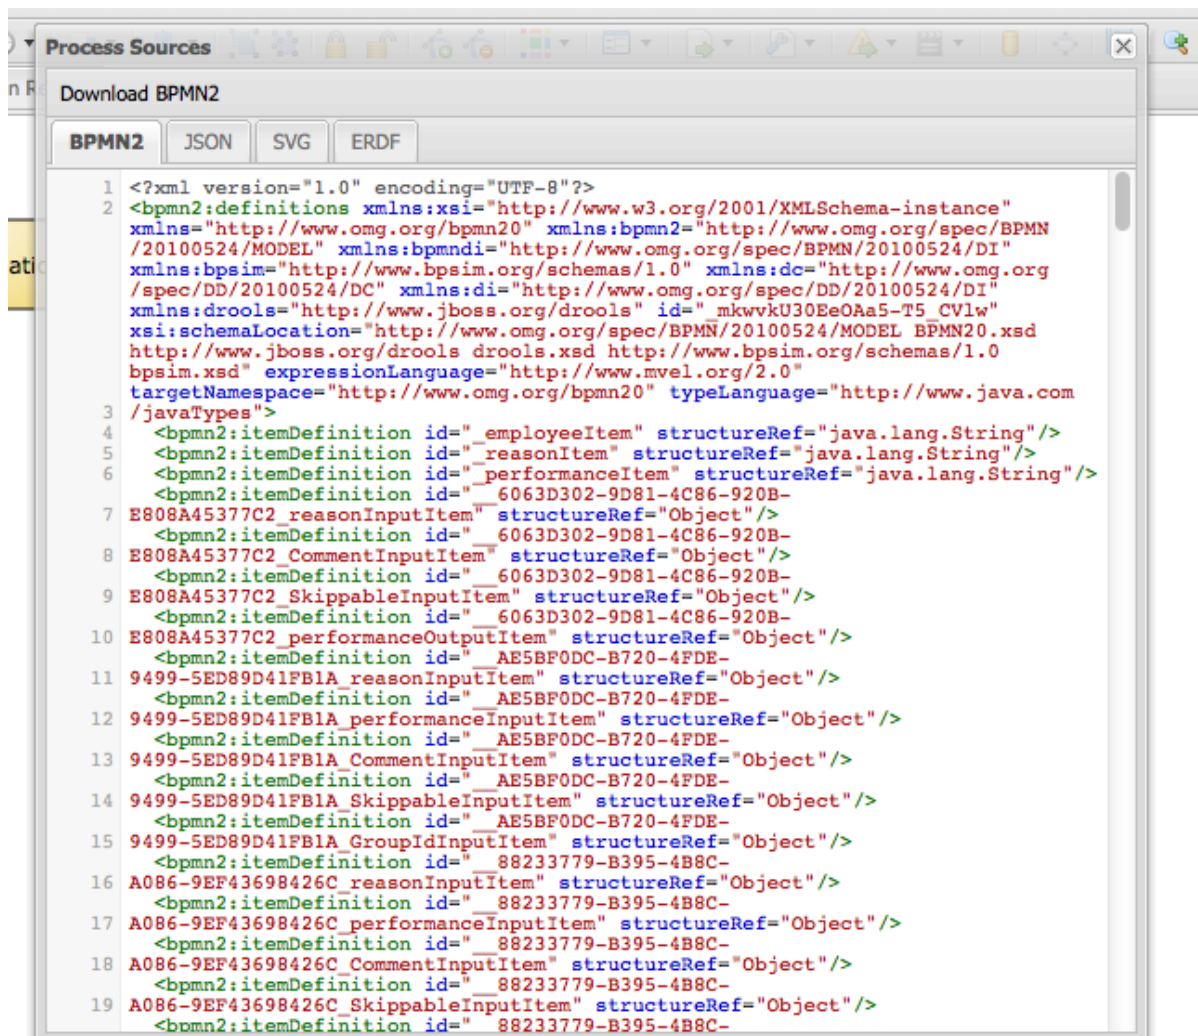 Process Sources
n R
Download BPMN2
BPMN2 JSON SVG ERDF
atio
1 <?xml version="1.0" encoding="UTF-8"?>
2 <bpmn2:definitions xmlns:xsi="http://www.w3.org/2001/XMLSchema-instance"
xmlns="http://www.omg.org/bpmn20" xmlns:bpmn2="http://www.omg.org/spec/BPMN
/20100524/MODEL" xmlns:bpmndi="http://www.omg.org/spec/BPMN/20100524/DI"
xmlns:bpsim="http://www.bpsim.org/schemas/1.0" xmlns:dc="http://www.omg.org
/spec/DD/20100524/DC" xmlns:di="http://www.omg.org/spec/DD/20100524/DI"
xmlns:drools="http://www.jboss.org/drools" id="_mkwvkU30EeOAa5-T5_CVlw"
xsi:schemaLocation="http://www.omg.org/spec/BPMN/20100524/MODEL BPMN20.xsd
http://www.jboss.org/drools drools.xsd http://www.bpsim.org/schemas/1.0
bpsim.xsd" expressionLanguage="http://www.mvel.org/2.0"
targetNamespace="http://www.omg.org/bpmn20" typeLanguage="http://www.java.com
3 /javaTypes">
4 <bpmn2:itemDefinition id="_employeeItem" structureRef="java.lang.String"/>
5 <bpmn2:itemDefinition id="_reasonItem" structureRef="java.lang.String"/>
6 <bpmn2:itemDefinition id="_performanceItem" structureRef="java.lang.String"/>
<bpmn2:itemDefinition id="__6063D302-9D81-4C86-920B-
7 E808A45377C2_reasonInputItem" structureRef="Object"/>
<bpmn2:itemDefinition id="__6063D302-9D81-4C86-920B-
8 E808A45377C2_CommentInputItem" structureRef="Object"/>
<bpmn2:itemDefinition id="__6063D302-9D81-4C86-920B-
9 E808A45377C2_SkippableInputItem" structureRef="Object"/>
<bpmn2:itemDefinition id="__6063D302-9D81-4C86-920B-
10 E808A45377C2_performanceOutputItem" structureRef="Object"/>
<bpmn2:itemDefinition id="__AE5BF0DC-B720-4FDE-
11 9499-5ED89D41FB1A_reasonInputItem" structureRef="Object"/>
<bpmn2:itemDefinition id="__AE5BF0DC-B720-4FDE-
12 9499-5ED89D41FB1A_performanceInputItem" structureRef="Object"/>
<bpmn2:itemDefinition id="__AE5BF0DC-B720-4FDE-
13 9499-5ED89D41FB1A_CommentInputItem" structureRef="Object"/>
<bpmn2:itemDefinition id="__AE5BF0DC-B720-4FDE-
14 9499-5ED89D41FB1A_SkippableInputItem" structureRef="Object"/>
<bpmn2:itemDefinition id="__AE5BF0DC-B720-4FDE-
15 9499-5ED89D41FB1A_GroupIdInputItem" structureRef="Object"/>
<bpmn2:itemDefinition id="__88233779-B395-4B8C-
16 A086-9EF43698426C_reasonInputItem" structureRef="Object"/>
<bpmn2:itemDefinition id="__88233779-B395-4B8C-
17 A086-9EF43698426C_performanceInputItem" structureRef="Object"/>
<bpmn2:itemDefinition id="__88233779-B395-4B8C-
18 A086-9EF43698426C_CommentInputItem" structureRef="Object"/>
<bpmn2:itemDefinition id="__88233779-B395-4B8C-
19 A086-9EF43698426C_SkippableInputItem" structureRef="Object"/>
<bpmn2:itemDefinition id="__88233779-B395-4B8C-